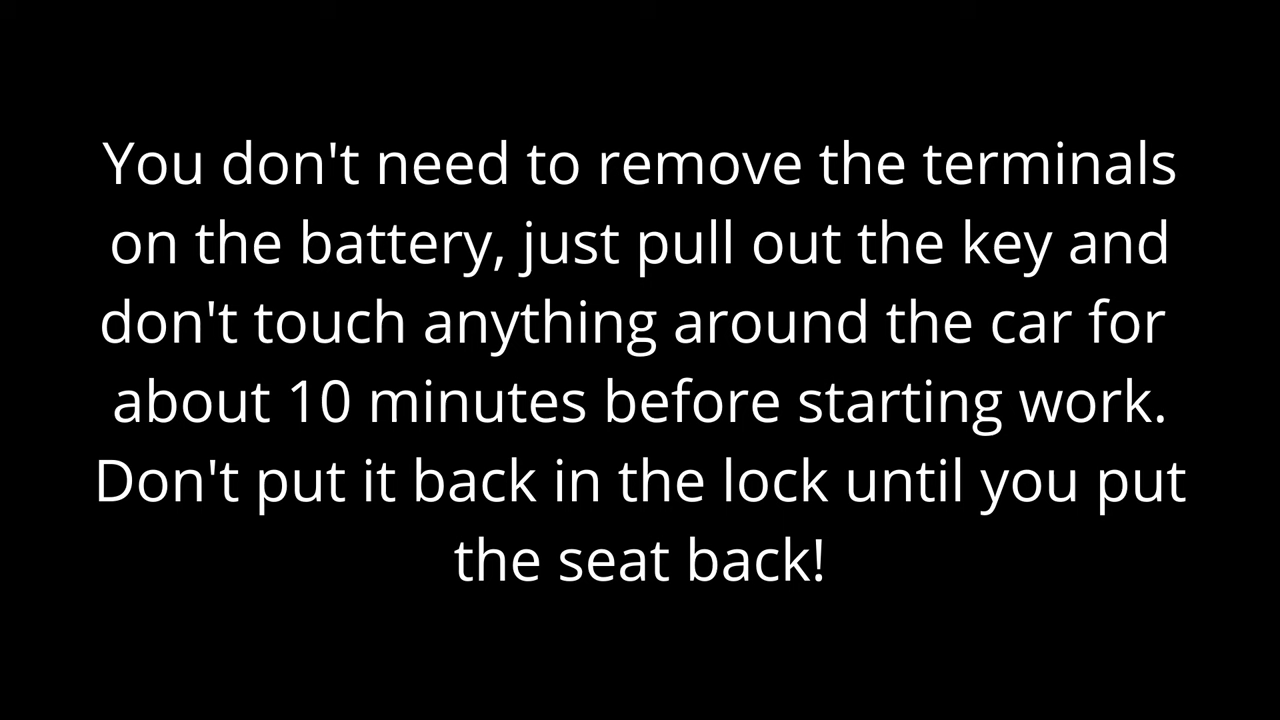 You don't need to remove the terminals
on the battery, just pull out the key and
don't touch anything around the car for
about 10 minutes before starting work.
Don't put it back in the lock until you put
the seat back!